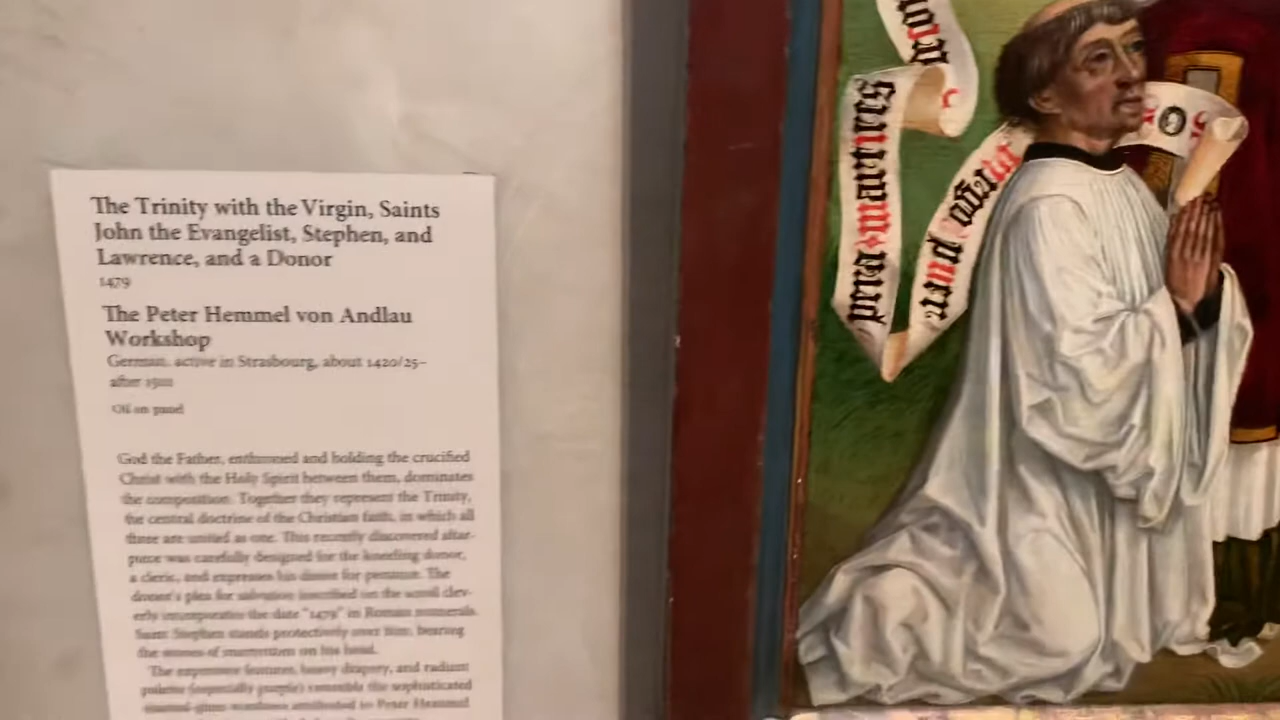 The Trinity with the Virgin, Saints
John the Evangelist, Stephen, and
Lawrence, and a Donor
1479
The Peter Hemmel von Andlau
Workshop
German, active in Strasbourg, about 1420/25–
after 1501
Oil on panel
God the Father, enthroned and holding the crucified
Christ with the Holy Spirit between them, dominates
the composition. Together they represent the Trinity,
the central doctrine of the Christian faith, in which all
three are united as one. This recently discovered altar-
piece was carefully designed for the kneeling donor,
a cleric, and expresses his desire for penance. The
donor's plea for salvation inscribed on the scroll clev-
erly incorporates the date "1479" in Roman numerals.
Saint Stephen stands protectively over him, bearing
the stones of martyrdom on his head.
The expressive features, heavy drapery, and radiant
palette (especially purple) resemble the sophisticated
stained-glass windows attributed to Peter Hemmel